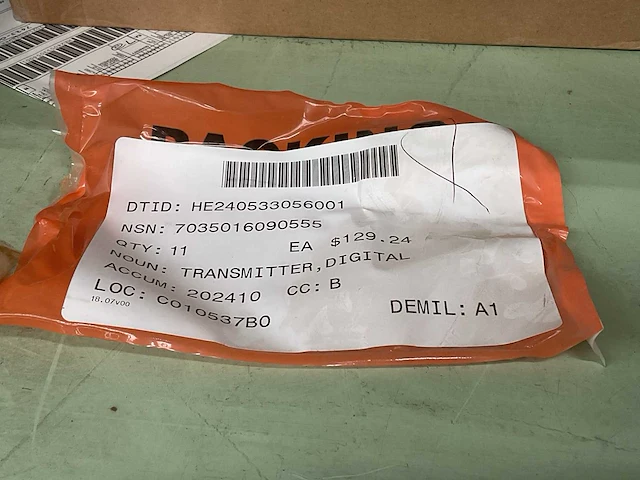 PACKING
DTID: HE240533056001
NSN: 7035016090555
QTY: 11 EA $129.24
NOUN: TRANSMITTER,DIGITAL
ACCUM: 202410 CC: B
LOC: C010537B0 DEMIL: A1
18.07v00